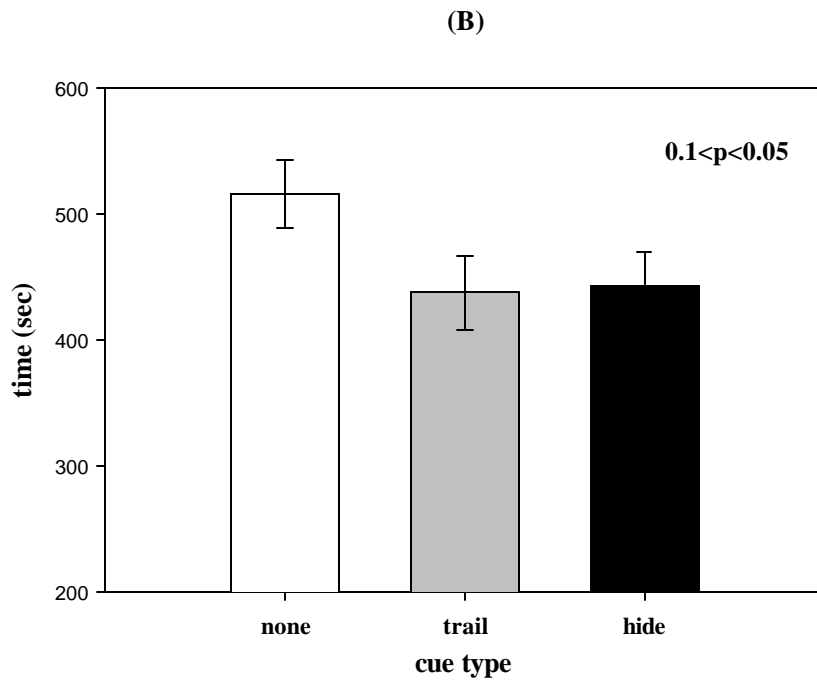 (B)
600
0.1<p<0.05
500
400
300
200
time (sec)
none trail hide
cue type